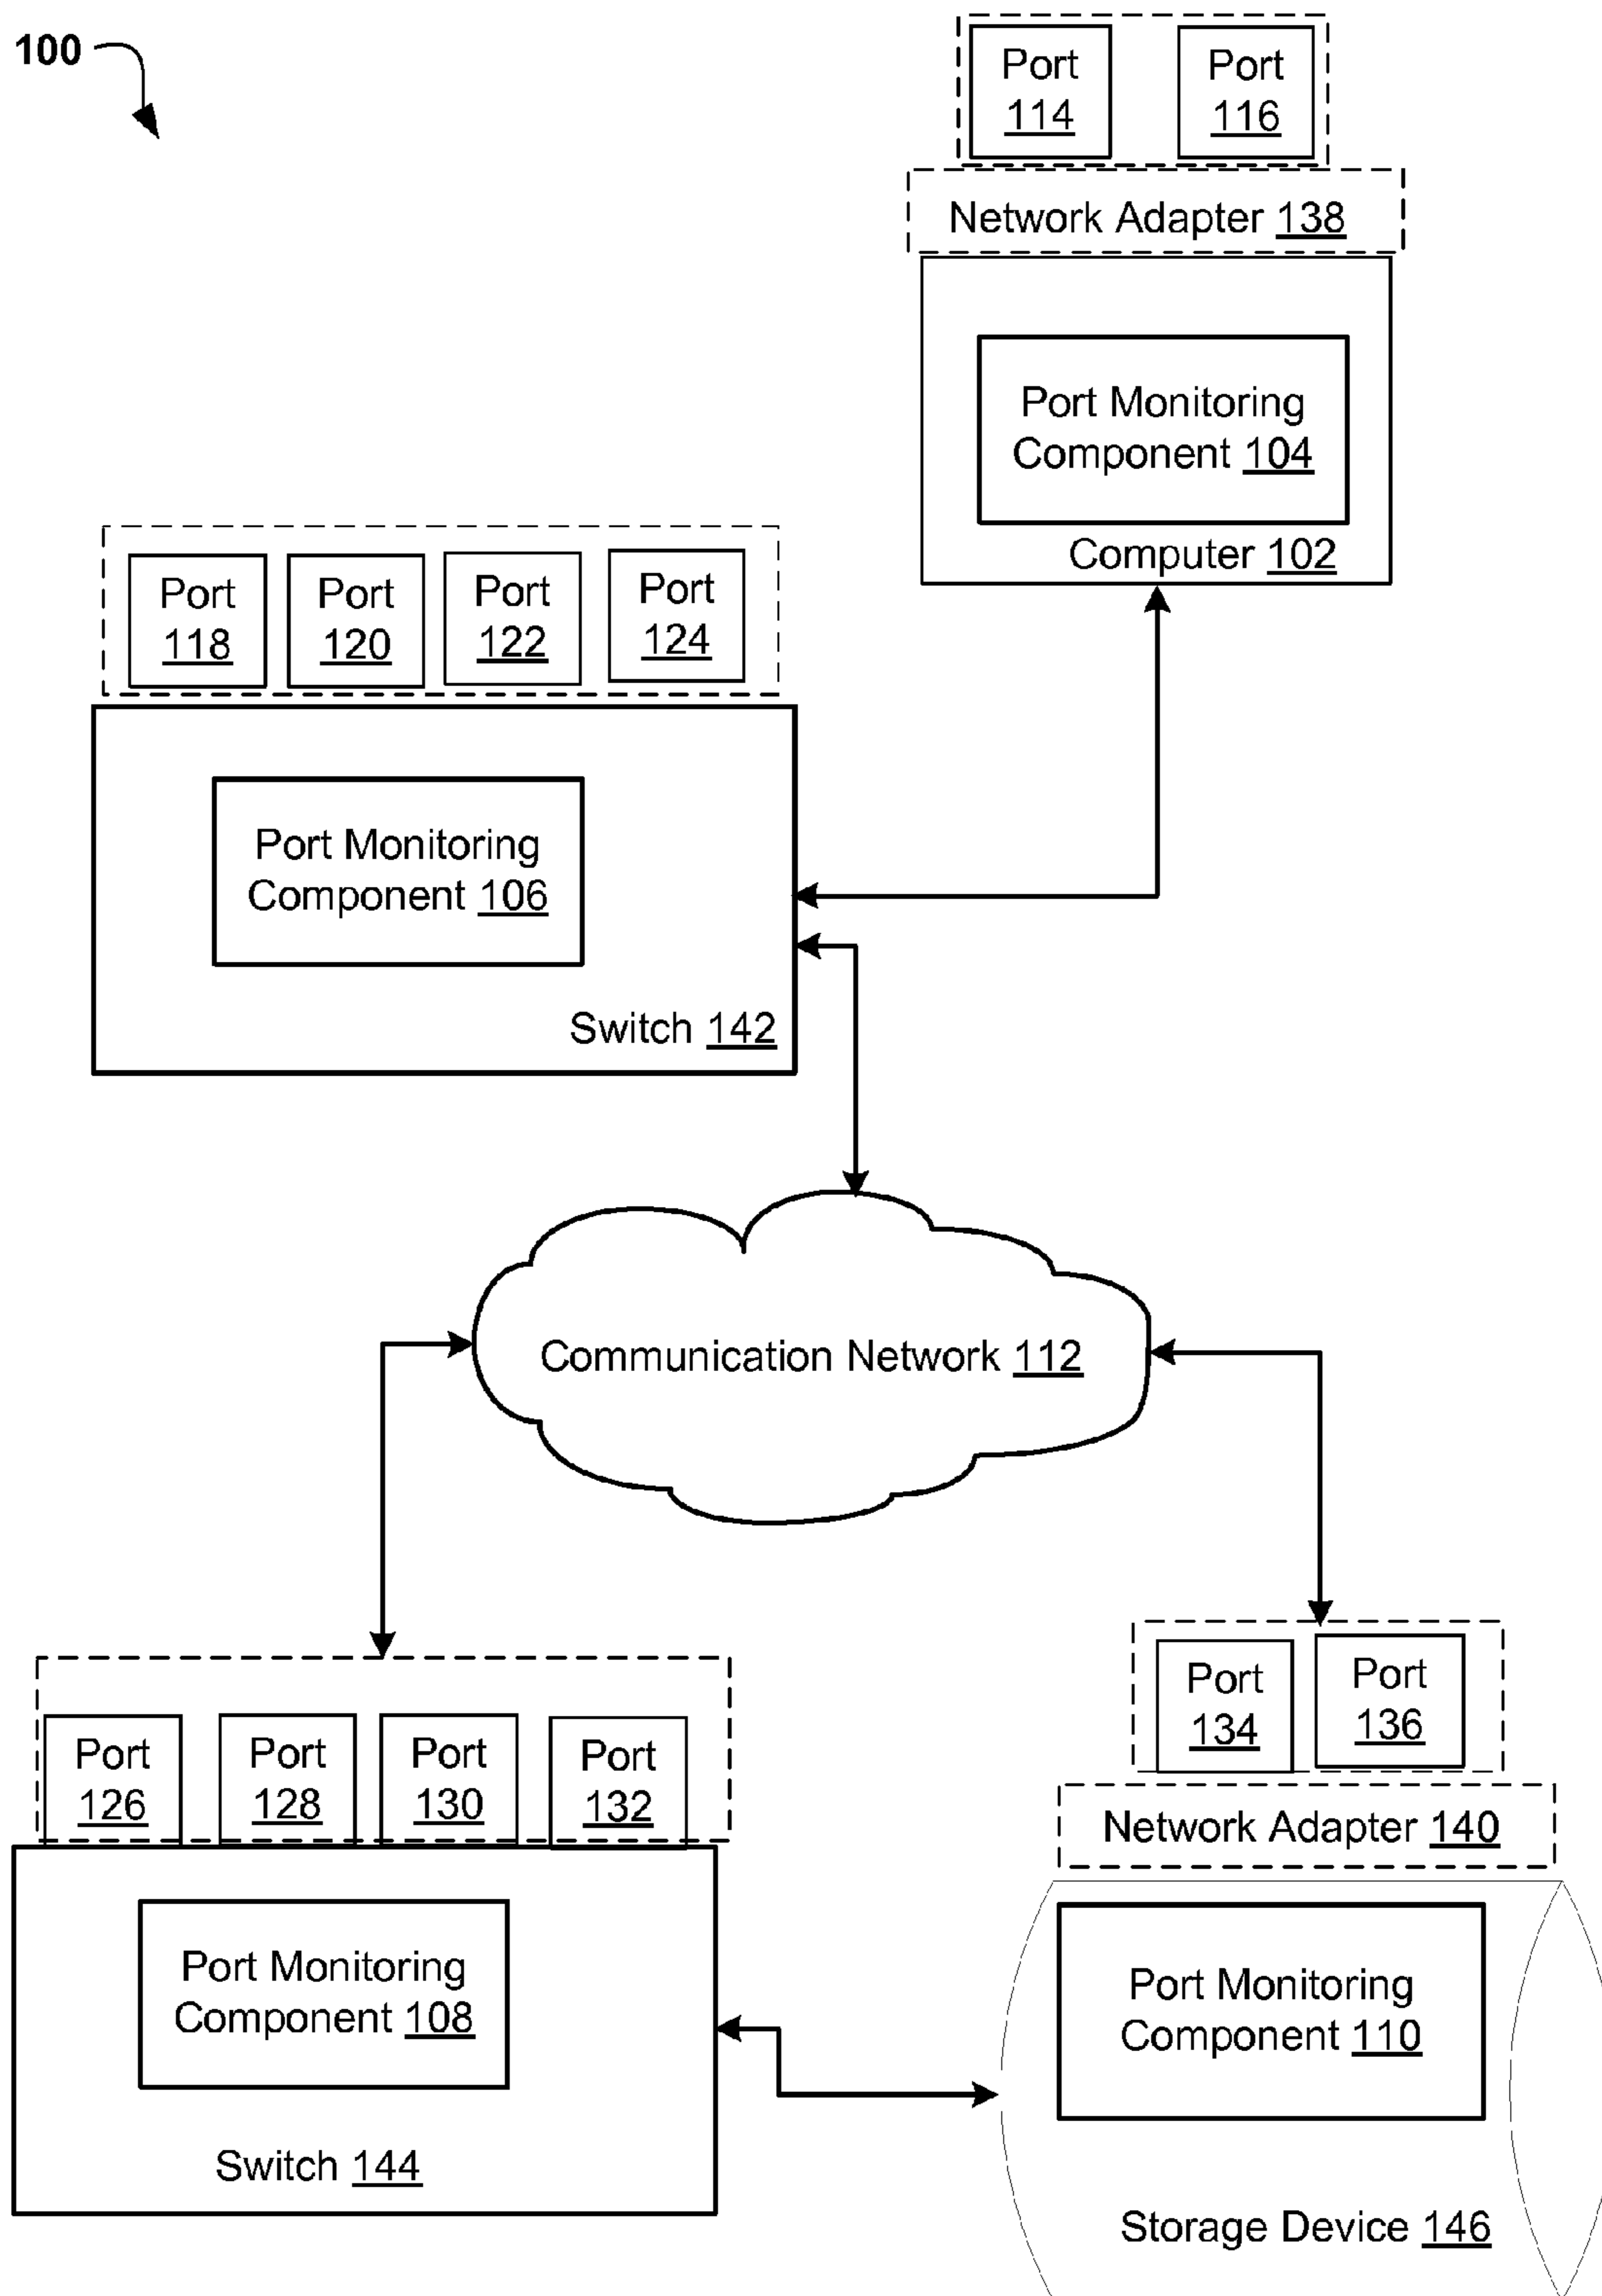 100
Port
114
Port
116
Network Adapter 138
Port Monitoring
Component 104
Computer 102
Port
118
Port
120
Port
122
Port
124
Port Monitoring
Component 106
Switch 142
Communication Network 112
Port
126
Port
128
Port
130
Port
132
Port Monitoring
Component 108
Switch 144
Port
134
Port
136
Network Adapter 140
Port Monitoring
Component 110
Storage Device 146